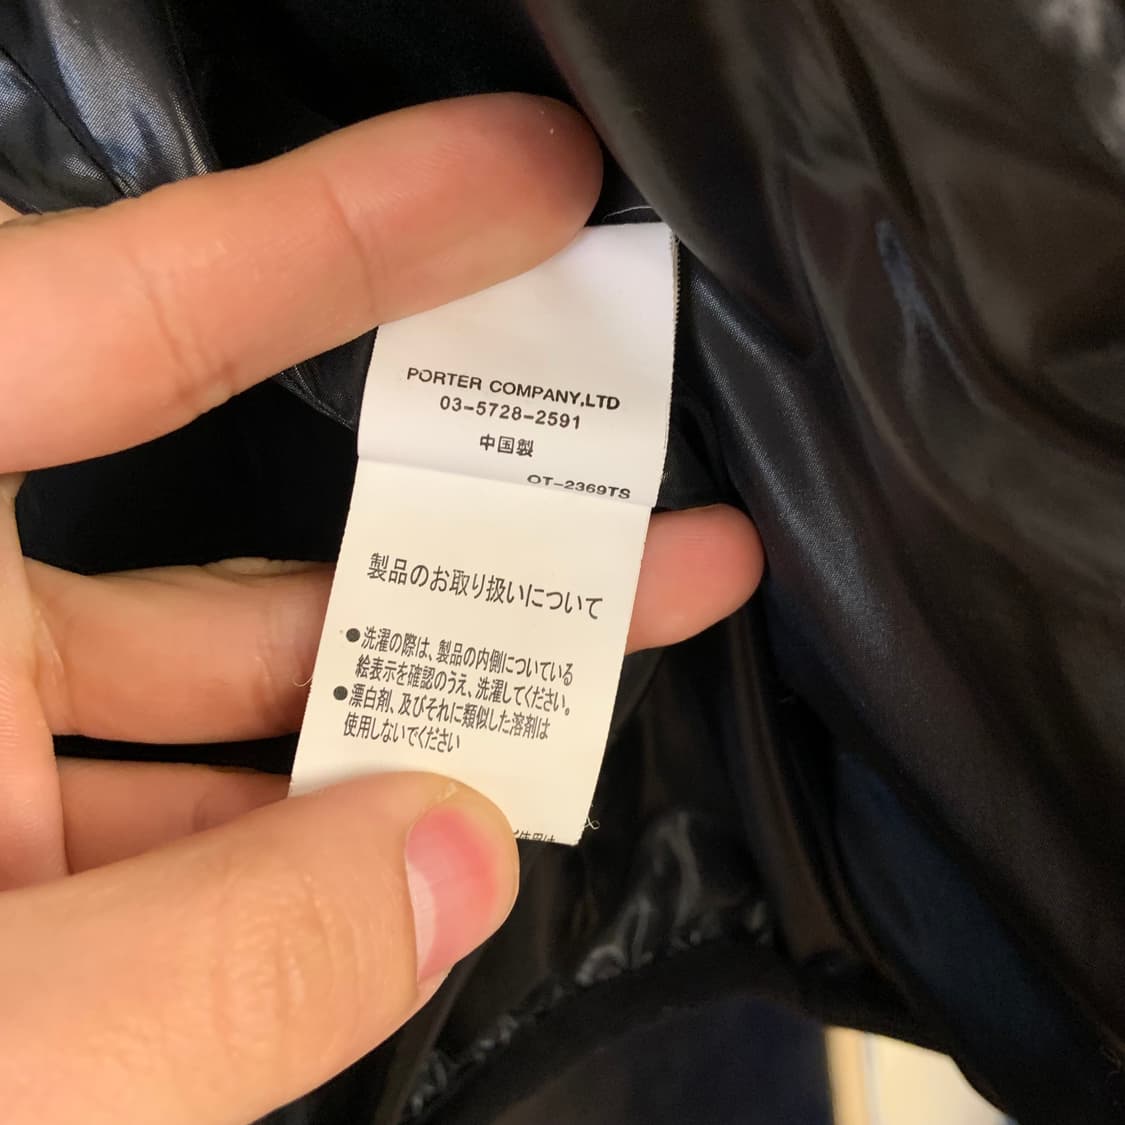 PORTER COMPANY,LTD
03-5728-2591
中国製
OT-2369TS
製品のお取り扱いについて
●洗濯の際は、製品の内側についている
絵表示を確認のうえ、洗濯してください。
●漂白剤、及びそれに類似した溶剤は
使用しないでください
使用は